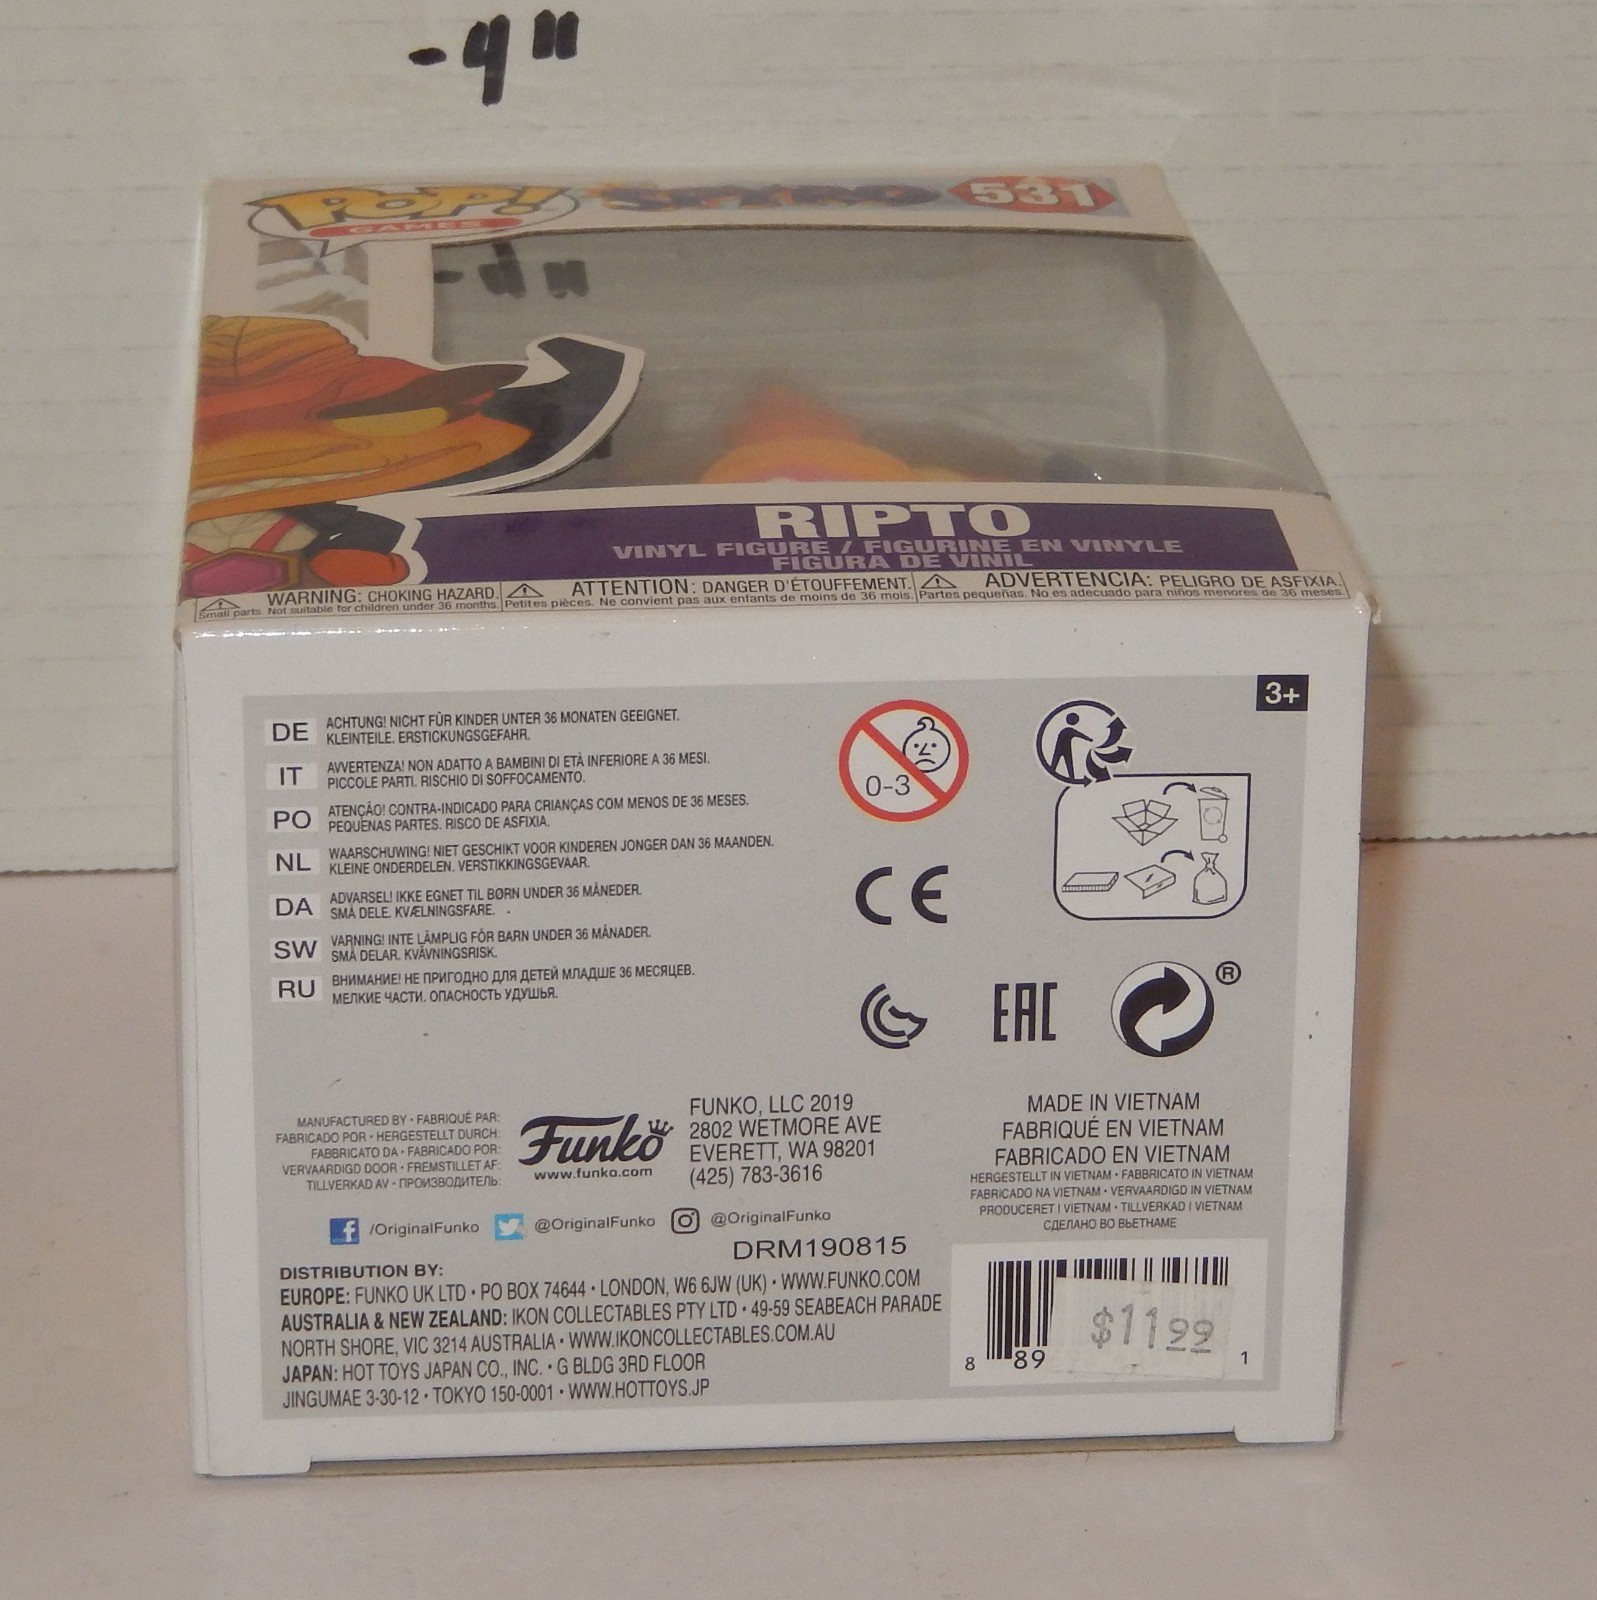 -4"
POP!
GAMES
SPYRO
531
RIPTO
VINYL FIGURE / FIGURINE EN VINYLE
FIGURA DE VINIL
WARNING: CHOKING HAZARD.
Small parts. Not suitable for children under 36 months.
ATTENTION: DANGER D'ÉTOUFFEMENT.
Petites pièces. Ne convient pas aux enfants de moins de 36 mois.
ADVERTENCIA: PELIGRO DE ASFIXIA.
Partes pequeñas. No es adecuado para niños menores de 36 meses.
3+
DE
ACHTUNG! NICHT FÜR KINDER UNTER 36 MONATEN GEEIGNET.
KLEINTEILE. ERSTICKUNGSGEFAHR.
IT
AVVERTENZA! NON ADATTO A BAMBINI DI ETÀ INFERIORE A 36 MESI.
PICCOLE PARTI. RISCHIO DI SOFFOCAMENTO.
PO
ATENÇÃO! CONTRA-INDICADO PARA CRIANÇAS COM MENOS DE 36 MESES.
PEQUENAS PARTES. RISCO DE ASFIXIA.
NL
WAARSCHUWING! NIET GESCHIKT VOOR KINDEREN JONGER DAN 36 MAANDEN.
KLEINE ONDERDELEN. VERSTIKKINGSGEVAAR.
DA
ADVARSEL! IKKE EGNET TIL BØRN UNDER 36 MÅNEDER.
SMÅ DELE. KVÆLNINGSFARE.
SW
VARNING! INTE LÄMPLIG FÖR BARN UNDER 36 MÅNADER.
SMÅ DELAR. KVÄVNINGSRISK.
RU
ВНИМАНИЕ! НЕ ПРИГОДНО ДЛЯ ДЕТЕЙ МЛАДШЕ 36 МЕСЯЦЕВ.
МЕЛКИЕ ЧАСТИ. ОПАСНОСТЬ УДУШЬЯ.
0-3
CE
EAC
®
MANUFACTURED BY • FABRIQUÉ PAR:
FABRICADO POR • HERGESTELLT DURCH:
FABBRICATO DA • FABRICADO POR:
VERVAARDIGD DOOR • FREMSTILLET AF:
TILLVERKAD AV • ПРОИЗВОДИТЕЛЬ:
Funko
www.funko.com
FUNKO, LLC 2019
2802 WETMORE AVE
EVERETT, WA 98201
(425) 783-3616
MADE IN VIETNAM
FABRIQUÉ EN VIETNAM
FABRICADO EN VIETNAM
HERGESTELLT IN VIETNAM • FABBRICATO IN VIETNAM
FABRICADO NA VIETNAM • VERVAARDIGD IN VIETNAM
PRODUCERET I VIETNAM • TILLVERKAD I VIETNAM
СДЕЛАНО ВО ВЬЕТНАМЕ
/OriginalFunko
@OriginalFunko
@OriginalFunko
DRM190815
DISTRIBUTION BY:
EUROPE: FUNKO UK LTD • PO BOX 74644 • LONDON, W6 6JW (UK) • WWW.FUNKO.COM
AUSTRALIA & NEW ZEALAND: IKON COLLECTABLES PTY LTD • 49-59 SEABEACH PARADE
NORTH SHORE, VIC 3214 AUSTRALIA • WWW.IKONCOLLECTABLES.COM.AU
JAPAN: HOT TOYS JAPAN CO., INC. • G BLDG 3RD FLOOR
JINGUMAE 3-30-12 • TOKYO 150-0001 • WWW.HOTTOYS.JP
$11.99
8 89 1